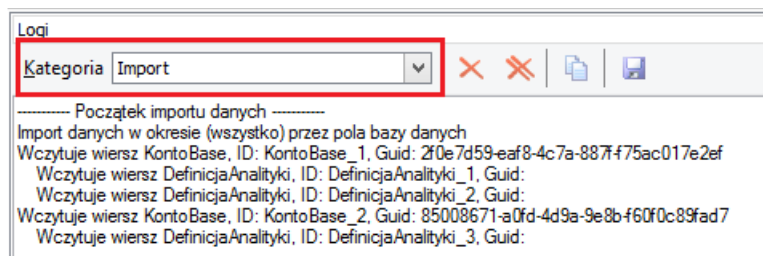 Logi
Kategoria Import
---------- Początek importu danych ----------
Import danych w okresie (wszystko) przez pola bazy danych
Wczytuje wiersz KontoBase, ID: KontoBase_1, Guid: 2f0e7d59-eaf8-4c7a-887f-f75ac017e2ef
Wczytuje wiersz DefinicjaAnalityki, ID: DefinicjaAnalityki_1, Guid:
Wczytuje wiersz DefinicjaAnalityki, ID: DefinicjaAnalityki_2, Guid:
Wczytuje wiersz KontoBase, ID: KontoBase_2, Guid: 85008671-a0fd-4d9a-9e8b-f60f0c89fad7
Wczytuje wiersz DefinicjaAnalityki, ID: DefinicjaAnalityki_3, Guid: